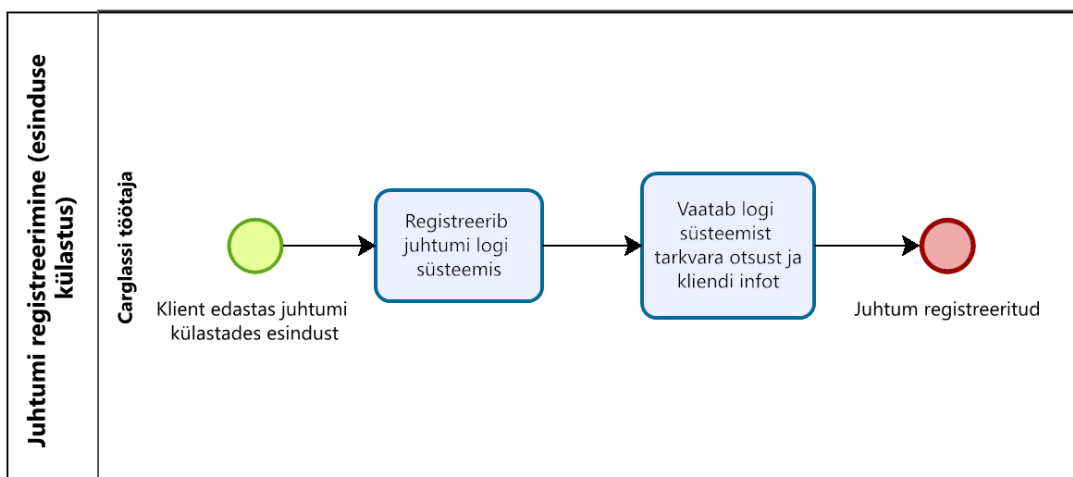 Juhtumi registreerimine (esinduse
külastus)
Carglassi töötaja
Klient edastas juhtumi
külastades esindust
Registreerib
juhtumi logi
süsteemis
Vaatab logi
süsteemist
tarkvara otsust ja
kliendi infot
Juhtum registreeritud